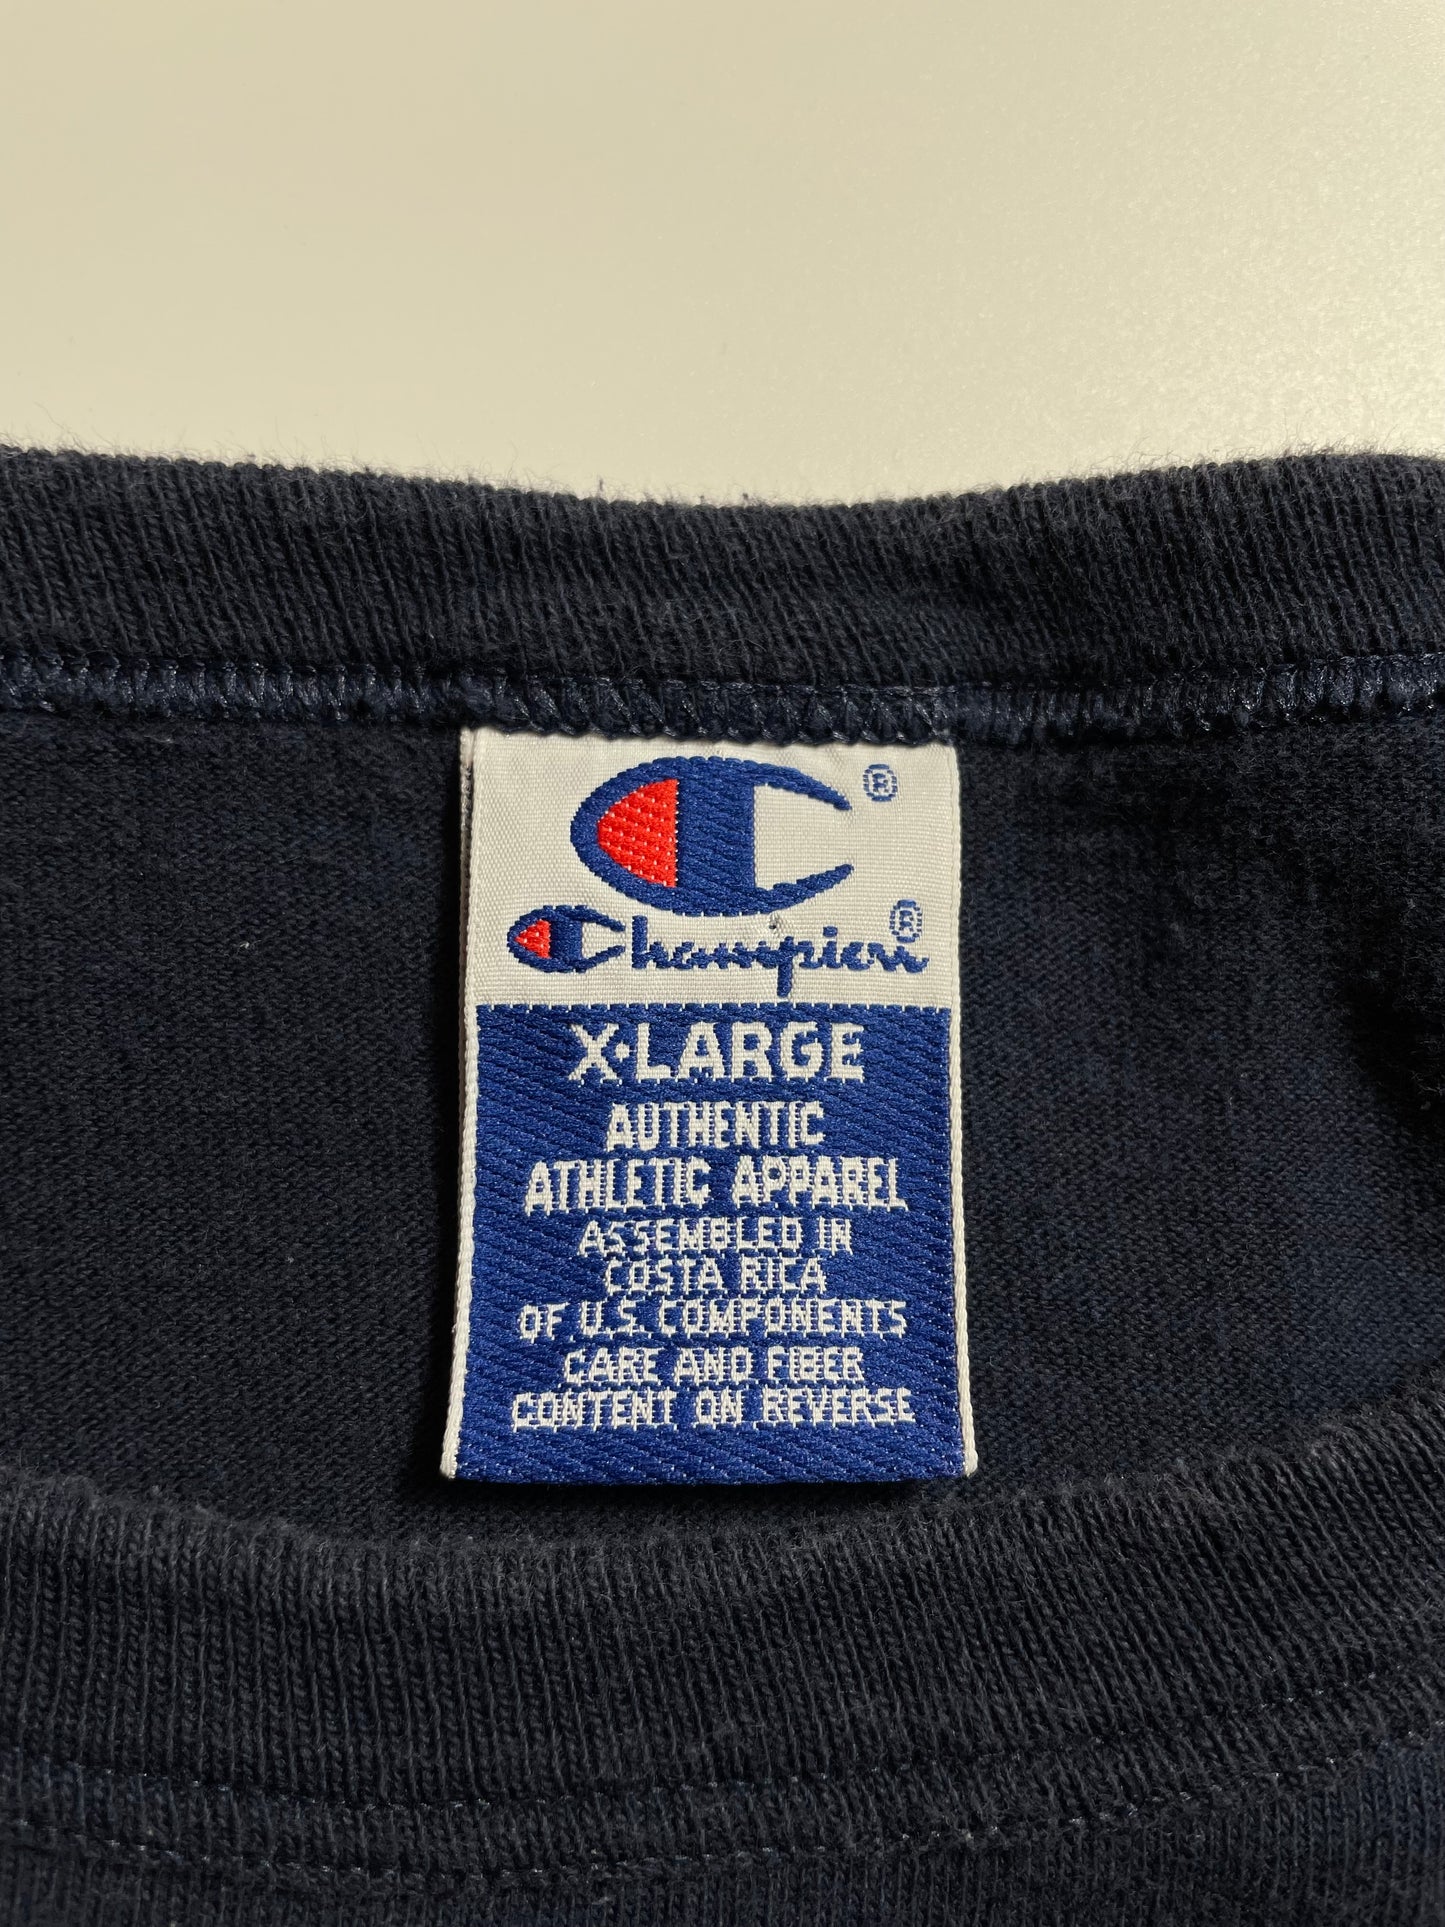 ®
Champion®
X-LARGE
AUTHENTIC
ATHLETIC APPAREL
ASSEMBLED IN
COSTA RICA
OF U.S. COMPONENTS
CARE AND FIBER
CONTENT ON REVERSE